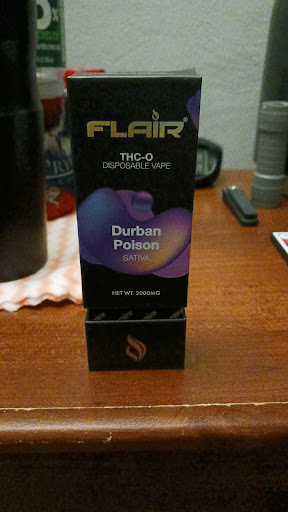 FLAIR®
THC-O
DISPOSABLE VAPE
Durban
Poison
SATIVA
NET WT. 2000MG